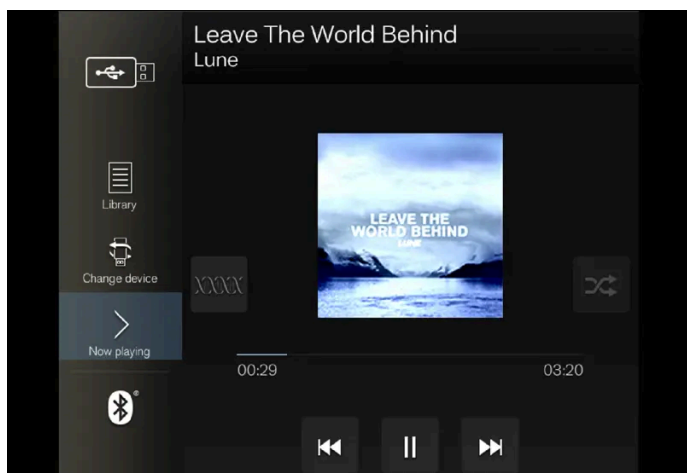 Leave The World Behind
Lune
Library
Change device
Now playing
LEAVE THE
WORLD BEHIND
LUNE
00:29
03:20